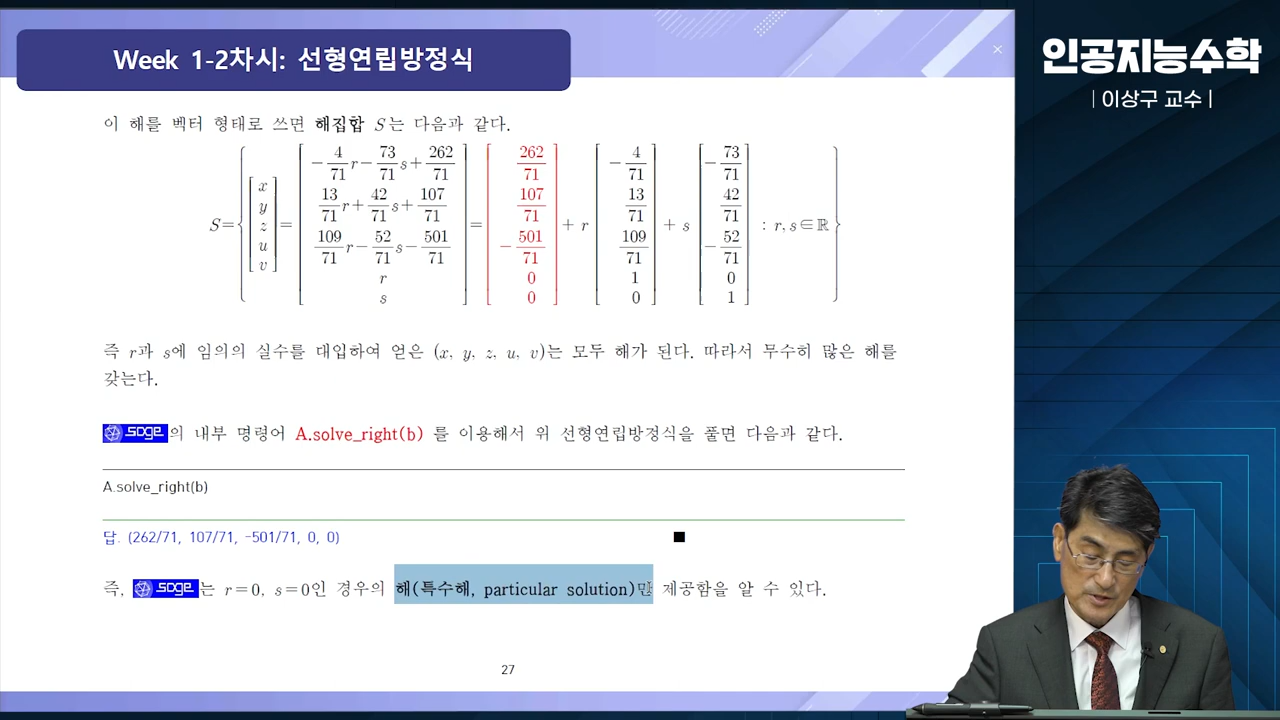 Week 1-2차시: 선형연립방정식
인공지능수학
| 이상구 교수 |
이 해를 벡터 형태로 쓰면 해집합 S는 다음과 같다.
S={[x y z u v]=[-4/71 r-73/71 s+262/71, 13/71 r+42/71 s+107/71, 109/71 r-52/71 s-501/71, r, s]=[262/71, 107/71, -501/71, 0, 0]+r[-4/71, 13/71, 109/71, 1, 0]+s[-73/71, 42/71, -52/71, 0, 1] : r, s∈ℝ}
즉 r과 s에 임의의 실수를 대입하여 얻은 (x, y, z, u, v)는 모두 해가 된다. 따라서 무수히 많은 해를
갖는다.
sage의 내부 명령어 A.solve_right(b) 를 이용해서 위 선형연립방정식을 풀면 다음과 같다.
A.solve_right(b)
답. (262/71, 107/71, -501/71, 0, 0)
■
즉, sage는 r=0, s=0인 경우의 해(특수해, particular solution)만 제공함을 알 수 있다.
27